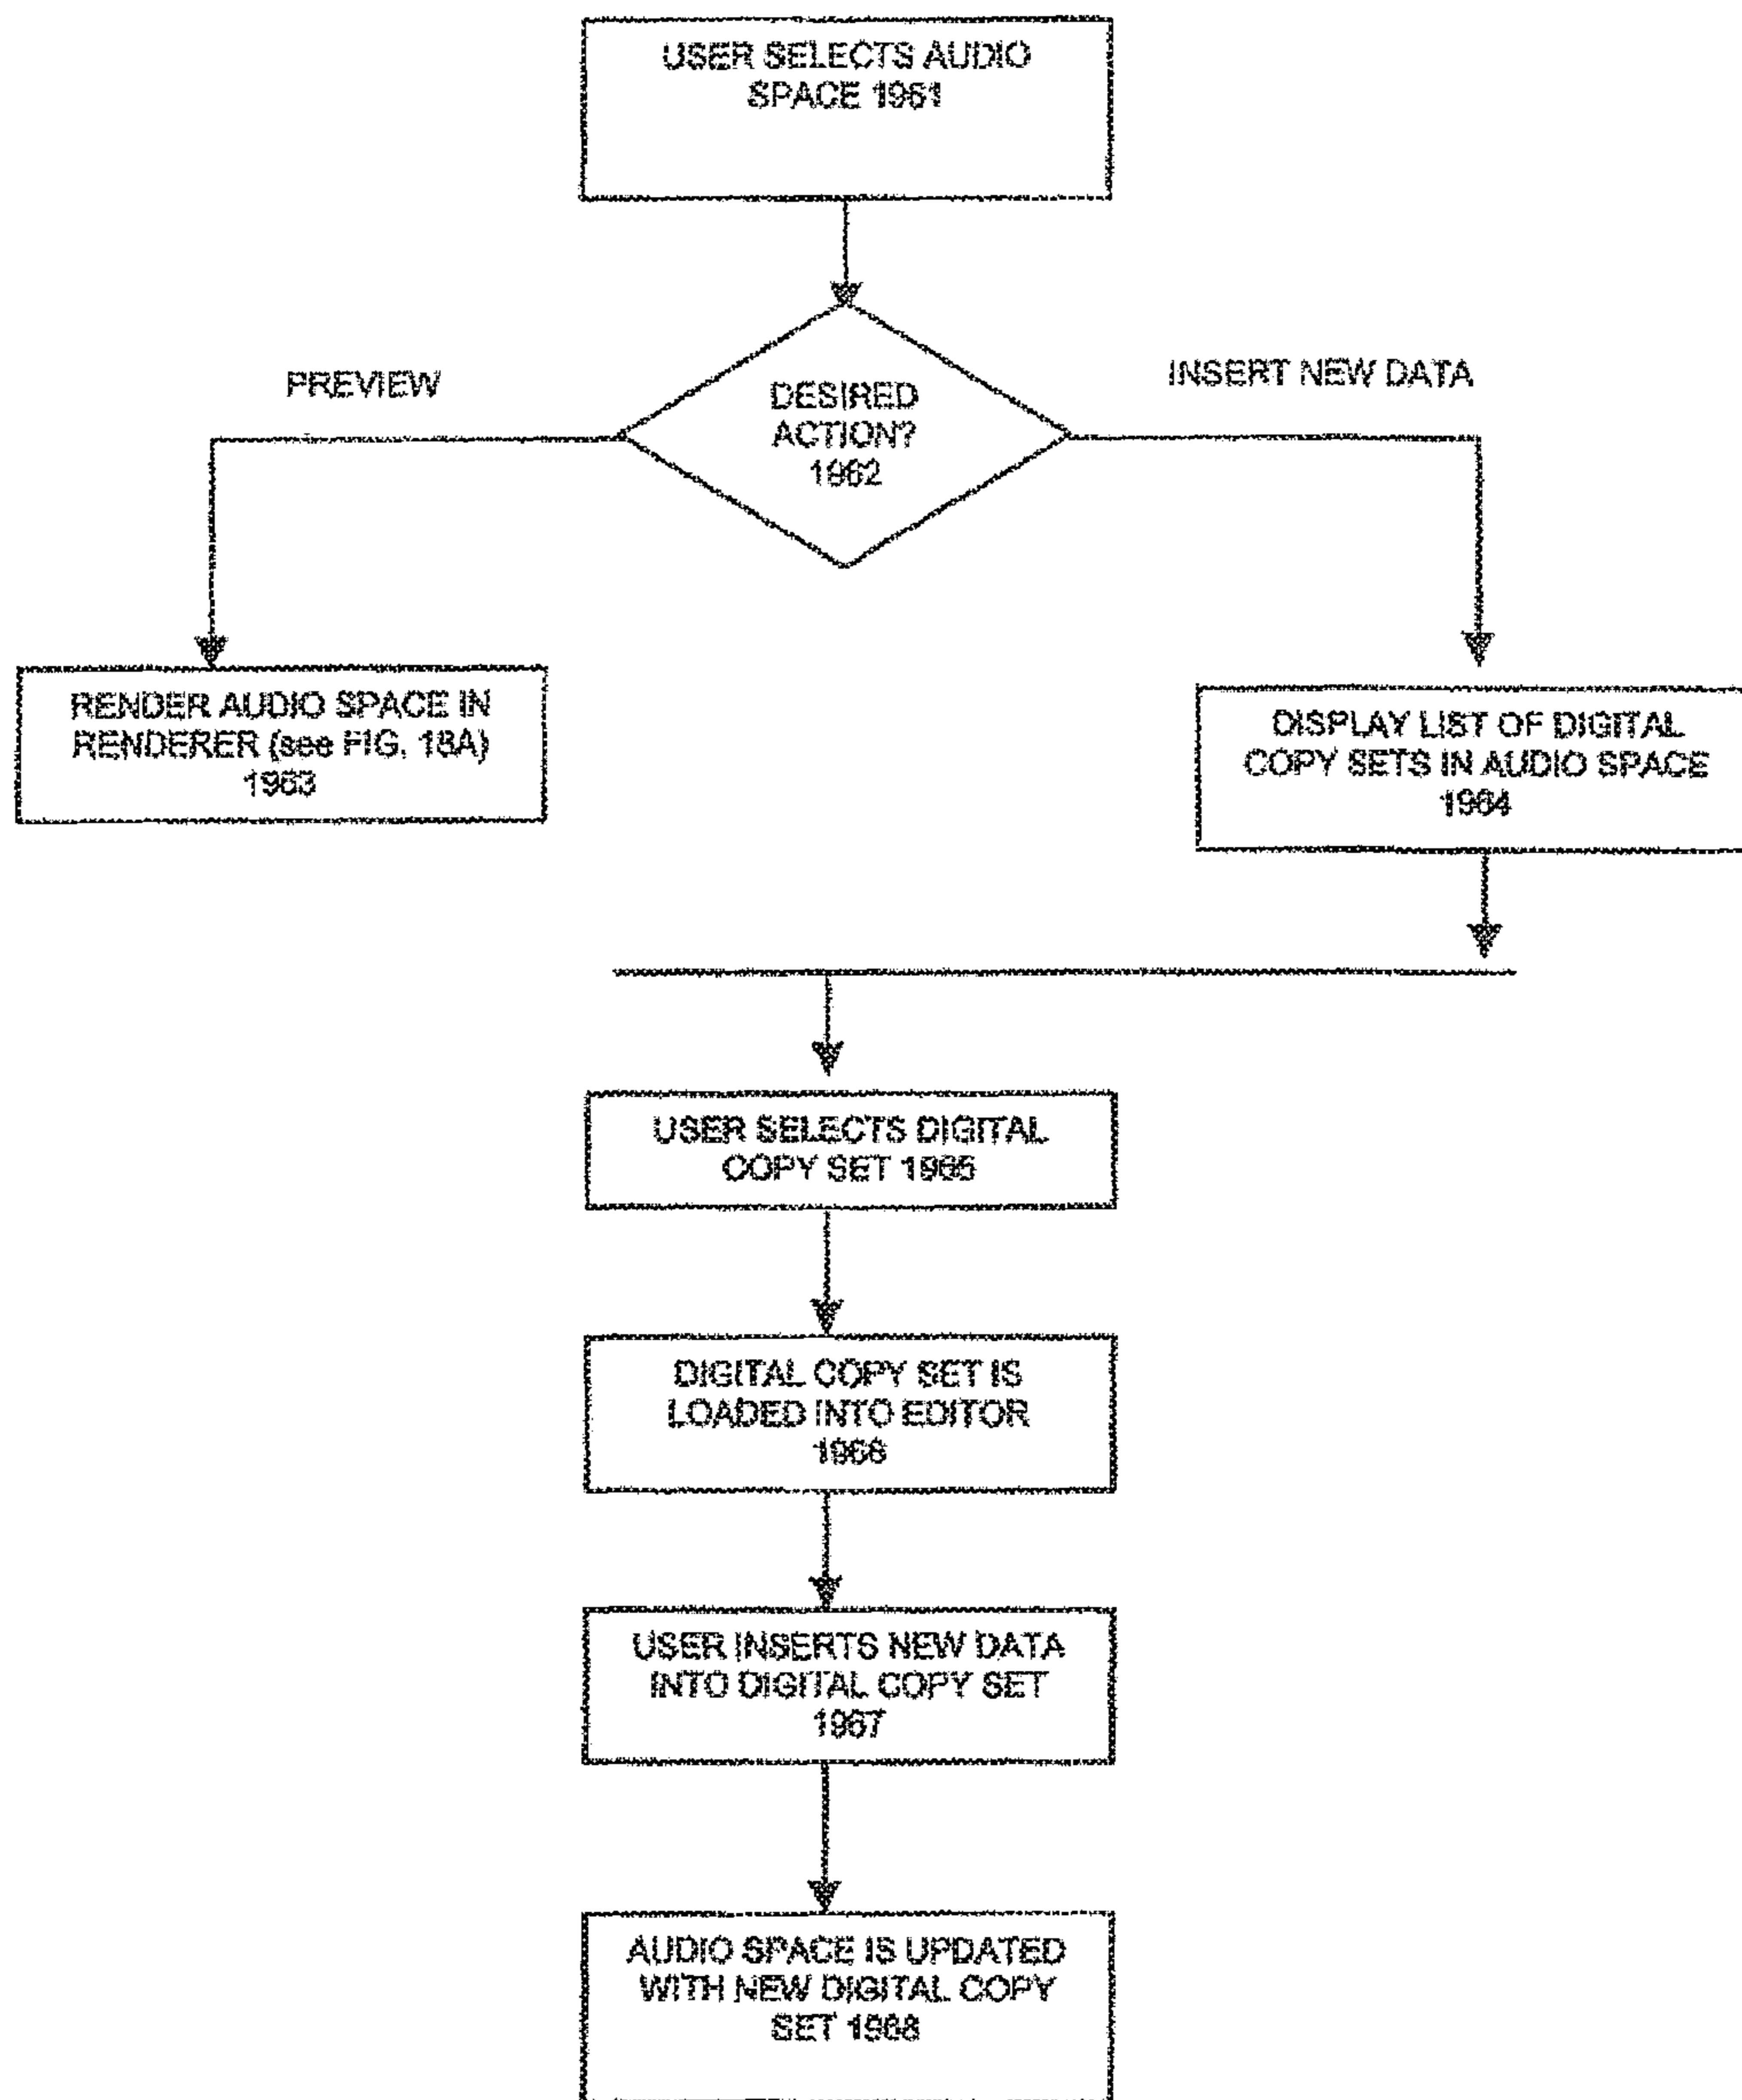 USER SELECTS AUDIO
SPACE 1961
PREVIEW
DESIRED
ACTION?
1962
INSERT NEW DATA
RENDER AUDIO SPACE IN
RENDERER (see FIG. 18A)
1963
DISPLAY LIST OF DIGITAL
COPY SETS IN AUDIO SPACE
1964
USER SELECTS DIGITAL
COPY SET 1965
DIGITAL COPY SET IS
LOADED INTO EDITOR
1966
USER INSERTS NEW DATA
INTO DIGITAL COPY SET
1967
AUDIO SPACE IS UPDATED
WITH NEW DIGITAL COPY
SET 1968